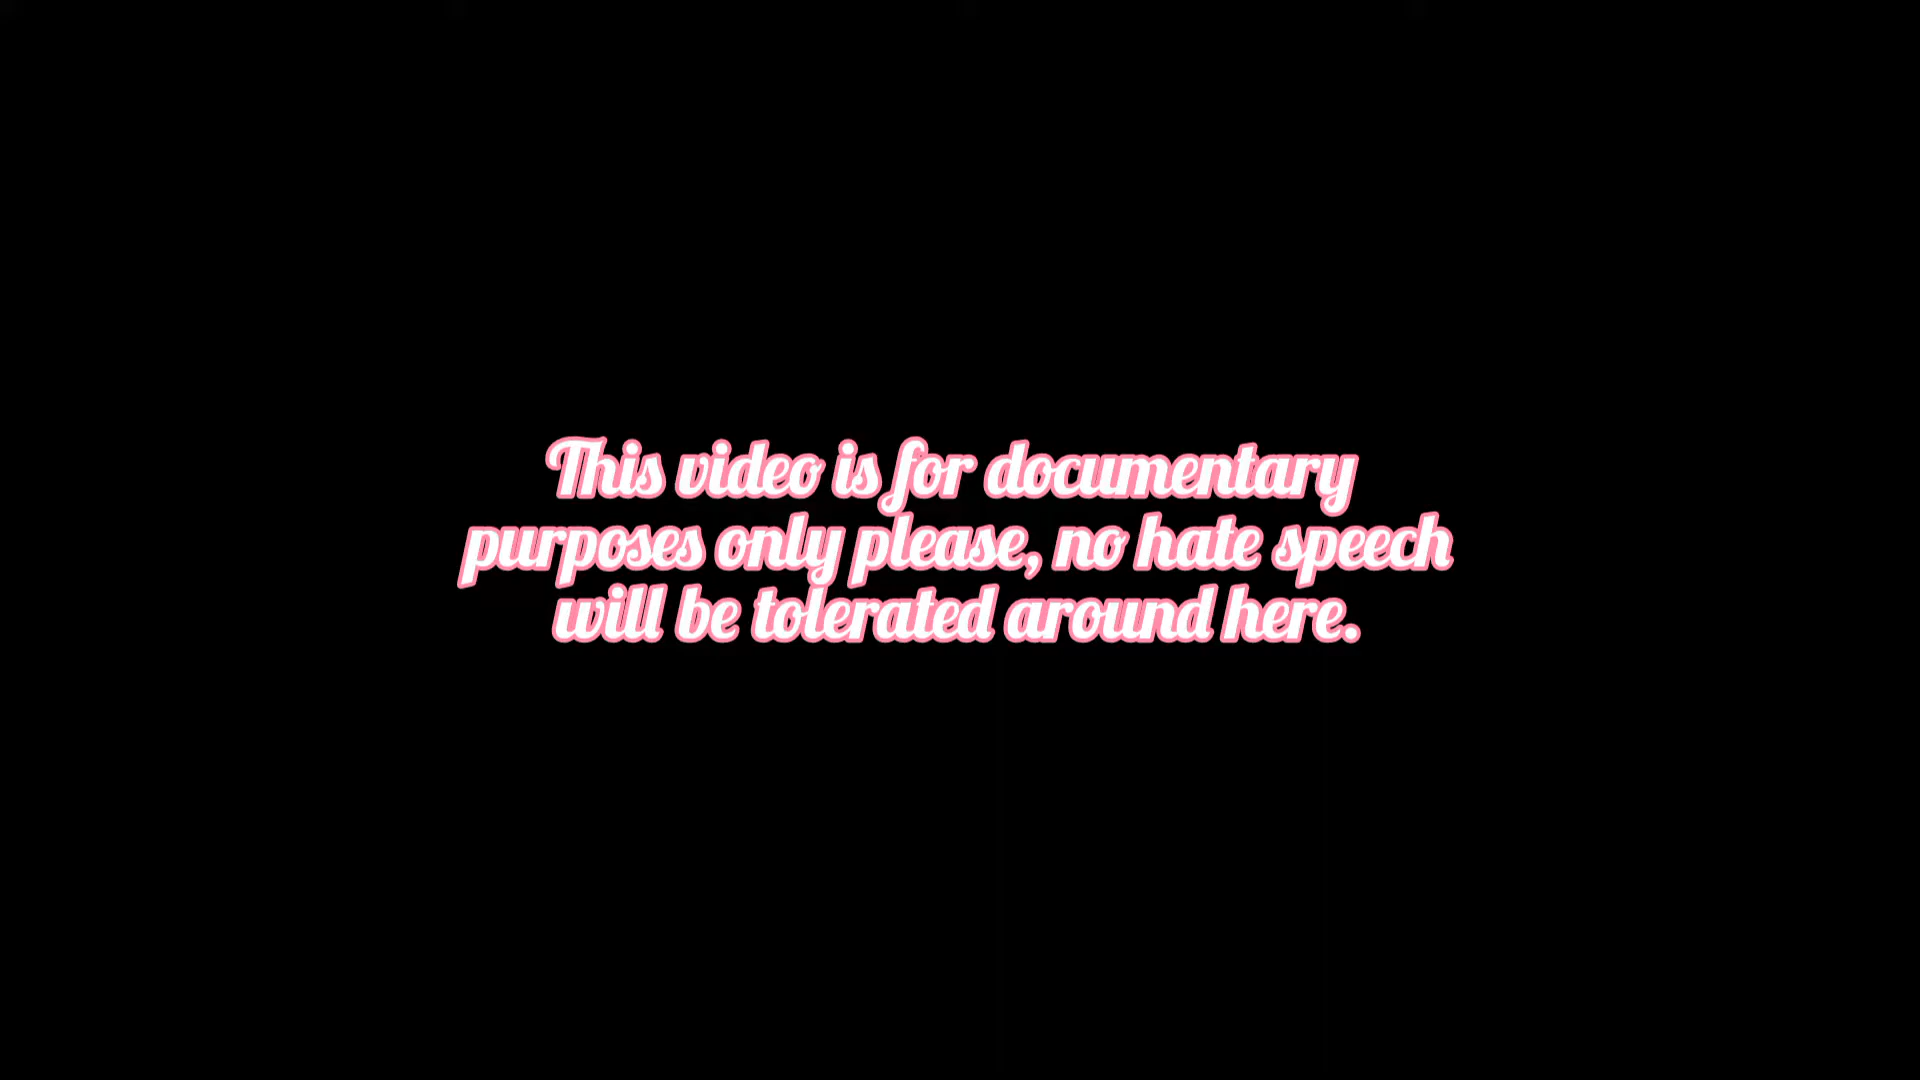 This video is for documentary
purposes only please, no hate speech
will be tolerated around here.